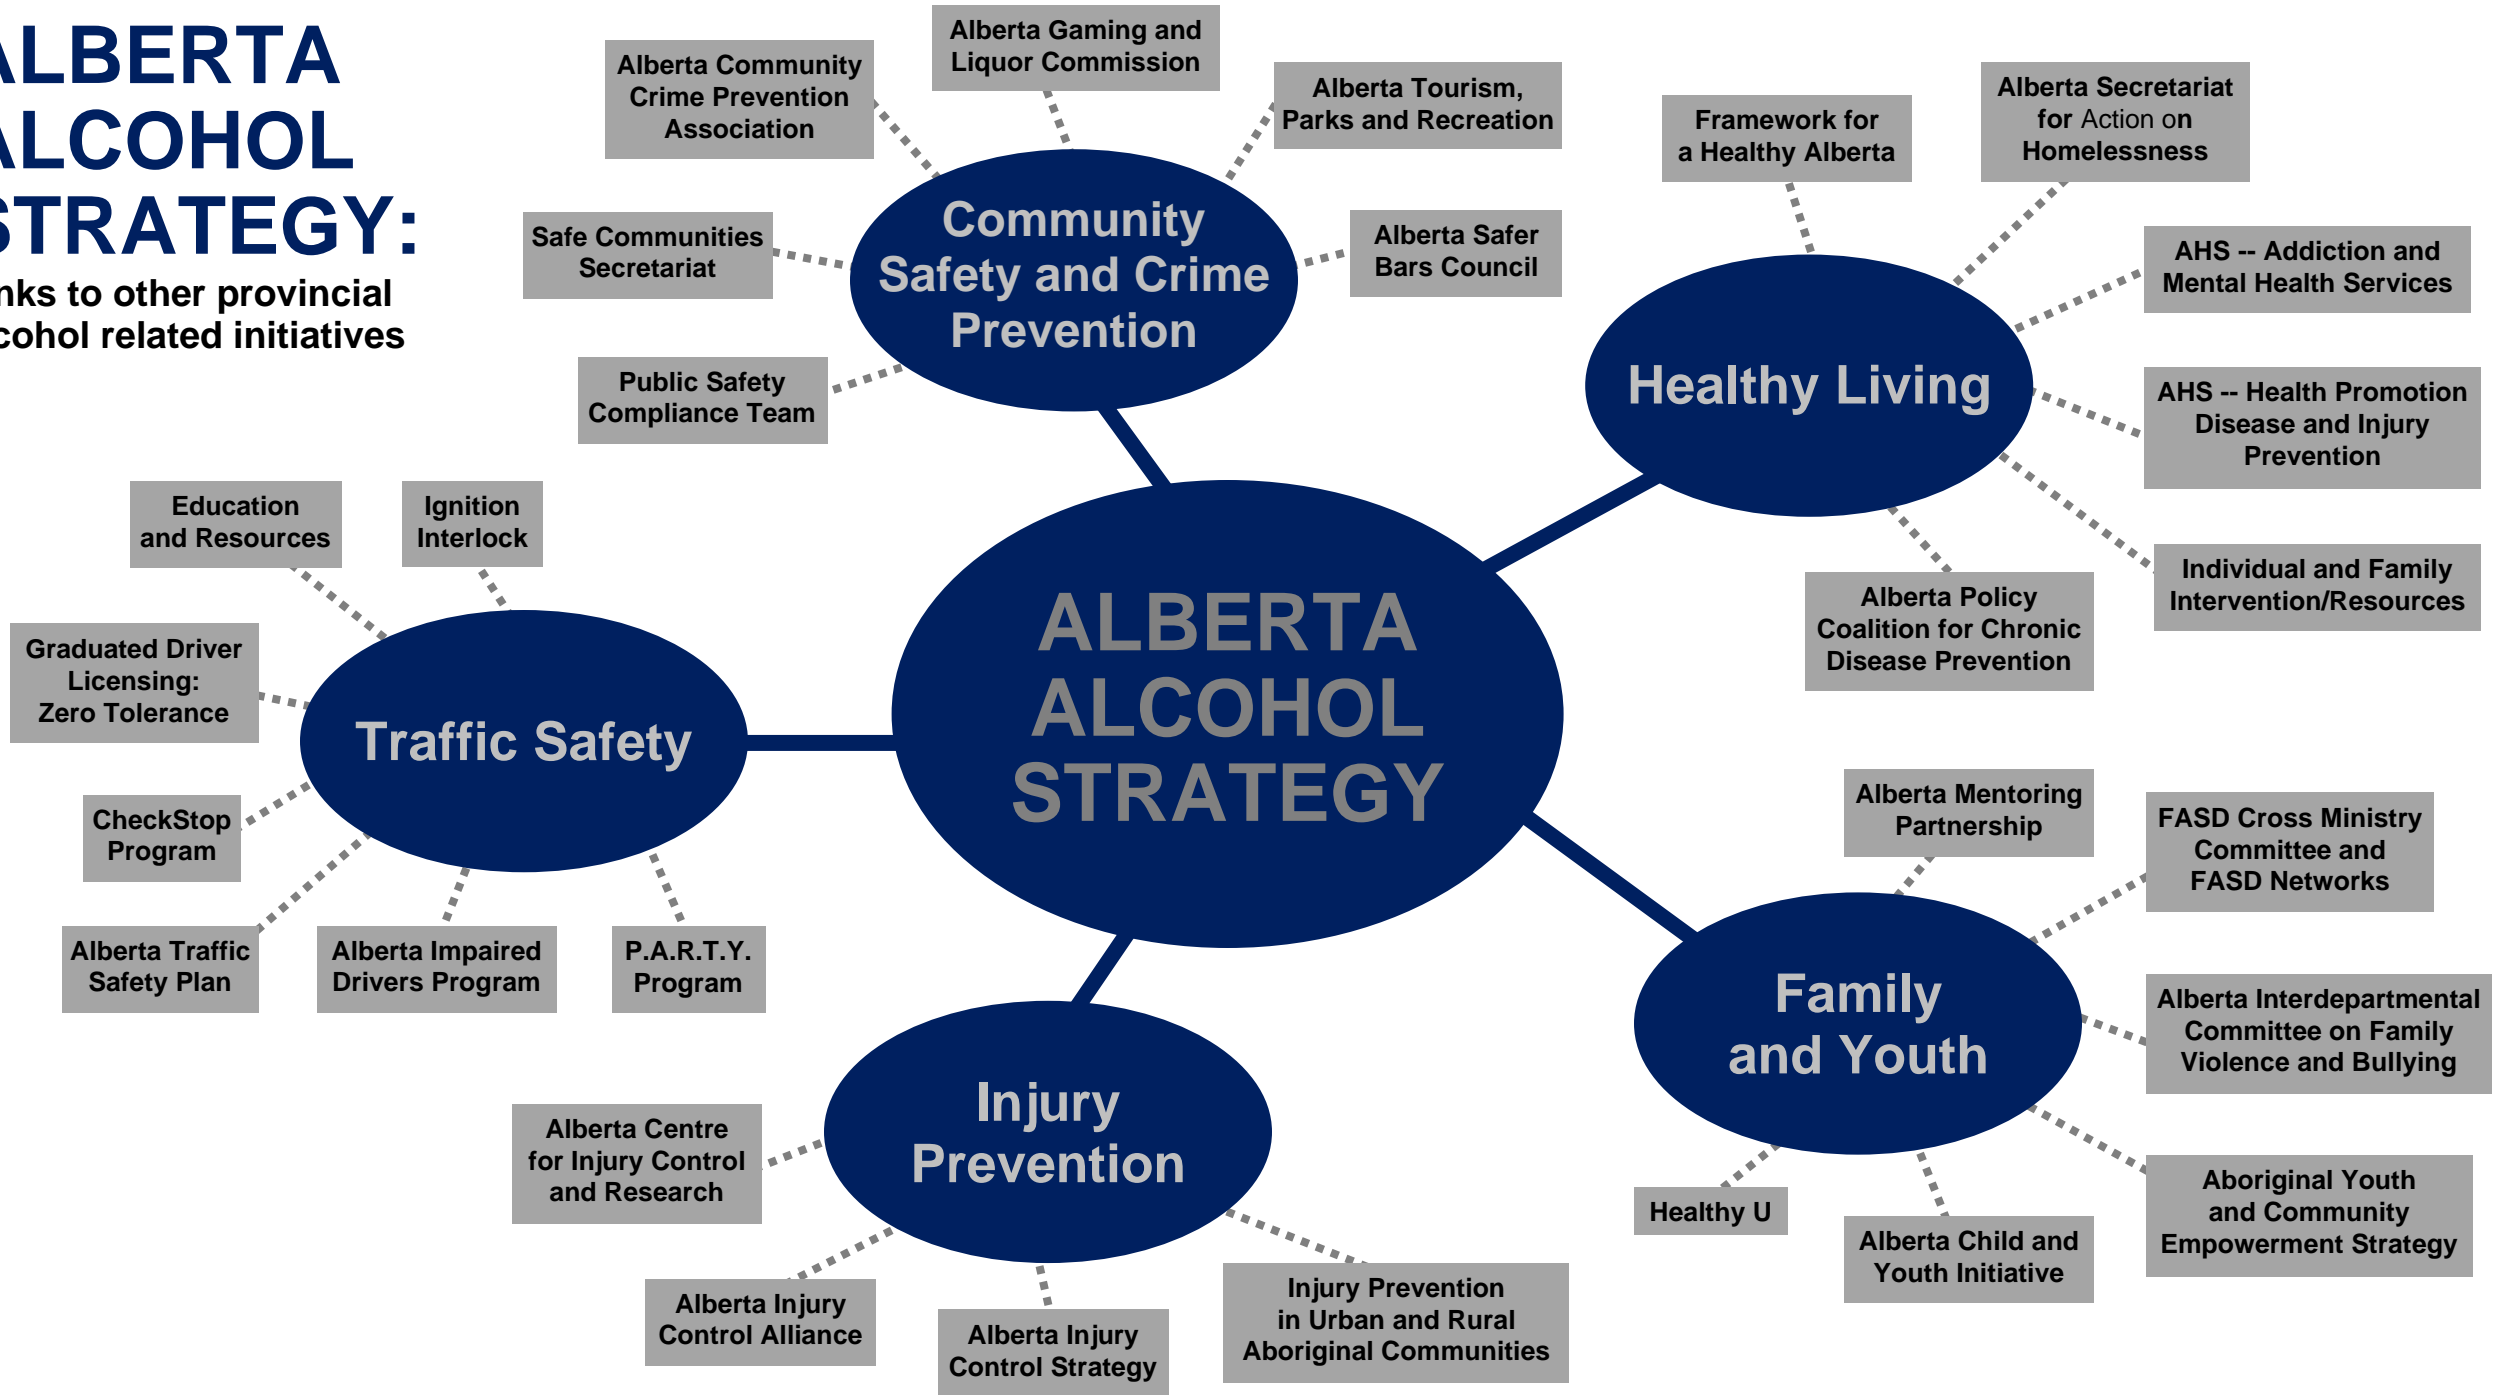 ALBERTA
ALCOHOL
STRATEGY:
nks to other provincial
cohol related initiatives
Alberta Community
Crime Prevention
Association
Alberta Gaming and
Liquor Commission
Alberta Tourism,
Parks and Recreation
Safe Communities
Secretariat
Community
Safety and Crime
Prevention
Alberta Safer
Bars Council
Public Safety
Compliance Team
Framework for
a Healthy Alberta
Alberta Secretariat
for Action on
Homelessness
AHS -- Addiction and
Mental Health Services
Healthy Living
AHS -- Health Promotion
Disease and Injury
Prevention
Individual and Family
Intervention/Resources
Alberta Policy
Coalition for Chronic
Disease Prevention
Education
and Resources
Ignition
Interlock
Graduated Driver
Licensing:
Zero Tolerance
Traffic Safety
CheckStop
Program
Alberta Traffic
Safety Plan
Alberta Impaired
Drivers Program
P.A.R.T.Y.
Program
ALBERTA
ALCOHOL
STRATEGY
Alberta Mentoring
Partnership
FASD Cross Ministry
Committee and
FASD Networks
Family
and Youth
Alberta Interdepartmental
Committee on Family
Violence and Bullying
Aboriginal Youth
and Community
Empowerment Strategy
Healthy U
Alberta Child and
Youth Initiative
Injury
Prevention
Alberta Centre
for Injury Control
and Research
Alberta Injury
Control Alliance
Alberta Injury
Control Strategy
Injury Prevention
in Urban and Rural
Aboriginal Communities